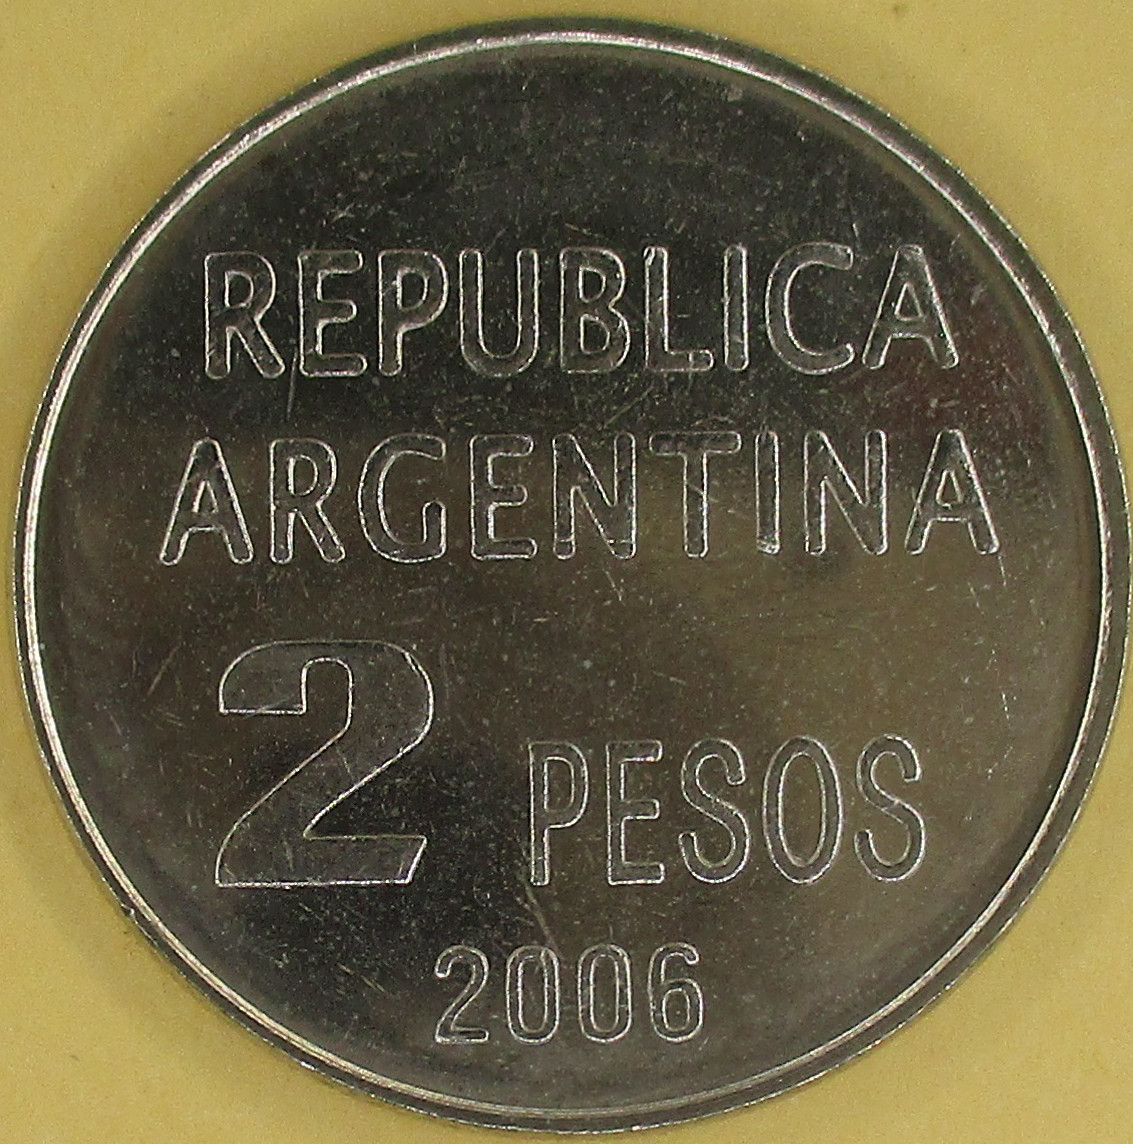 REPUBLICA
ARGENTINA
2 PESOS
2006